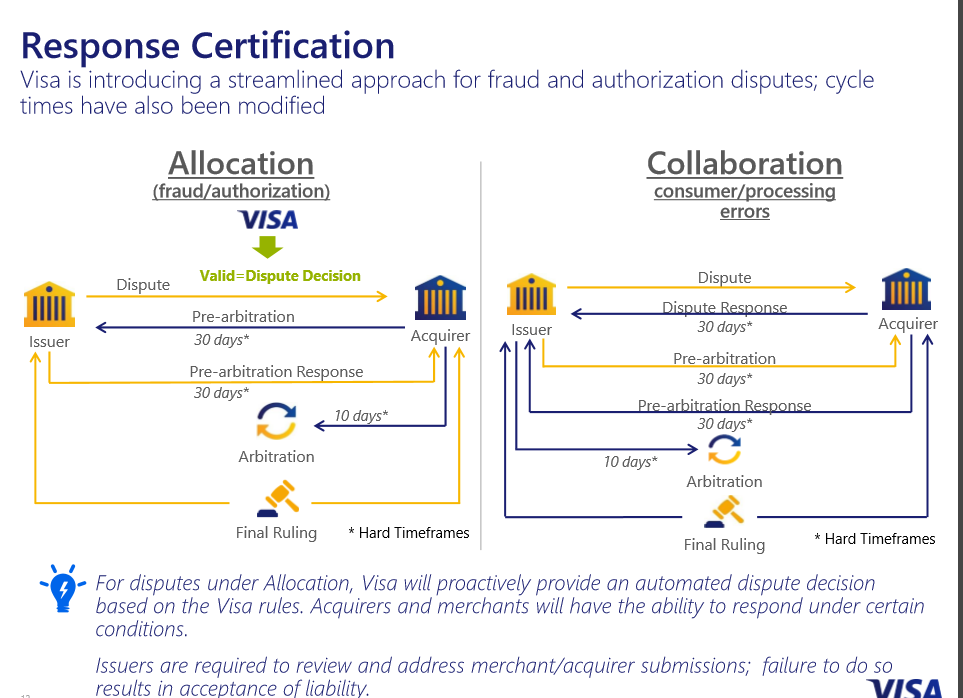 Response Certification
Visa is introducing a streamlined approach for fraud and authorization disputes; cycle
times have also been modified
Allocation
(fraud/authorization)
VISA
Valid=Dispute Decision
Dispute
Pre-arbitration
30 days*
Issuer
Acquirer
Pre-arbitration Response
30 days*
10 days*
Arbitration
Final Ruling
* Hard Timeframes
Collaboration
consumer/processing
errors
Dispute
Dispute Response
30 days*
Issuer
Acquirer
Pre-arbitration
30 days*
Pre-arbitration Response
30 days*
10 days*
Arbitration
Final Ruling
* Hard Timeframes
For disputes under Allocation, Visa will proactively provide an automated dispute decision
based on the Visa rules. Acquirers and merchants will have the ability to respond under certain
conditions.
Issuers are required to review and address merchant/acquirer submissions; failure to do so
results in acceptance of liability.
VISA